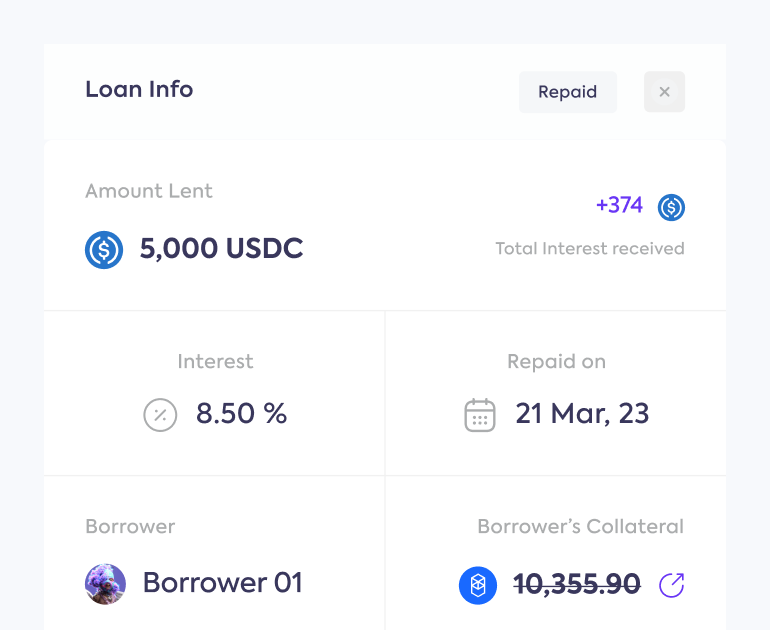 Loan Info
Repaid
Amount Lent
5,000 USDC
+374
Total Interest received
Interest
8.50 %
Repaid on
21 Mar, 23
Borrower
Borrower 01
Borrower’s Collateral
10,355.90